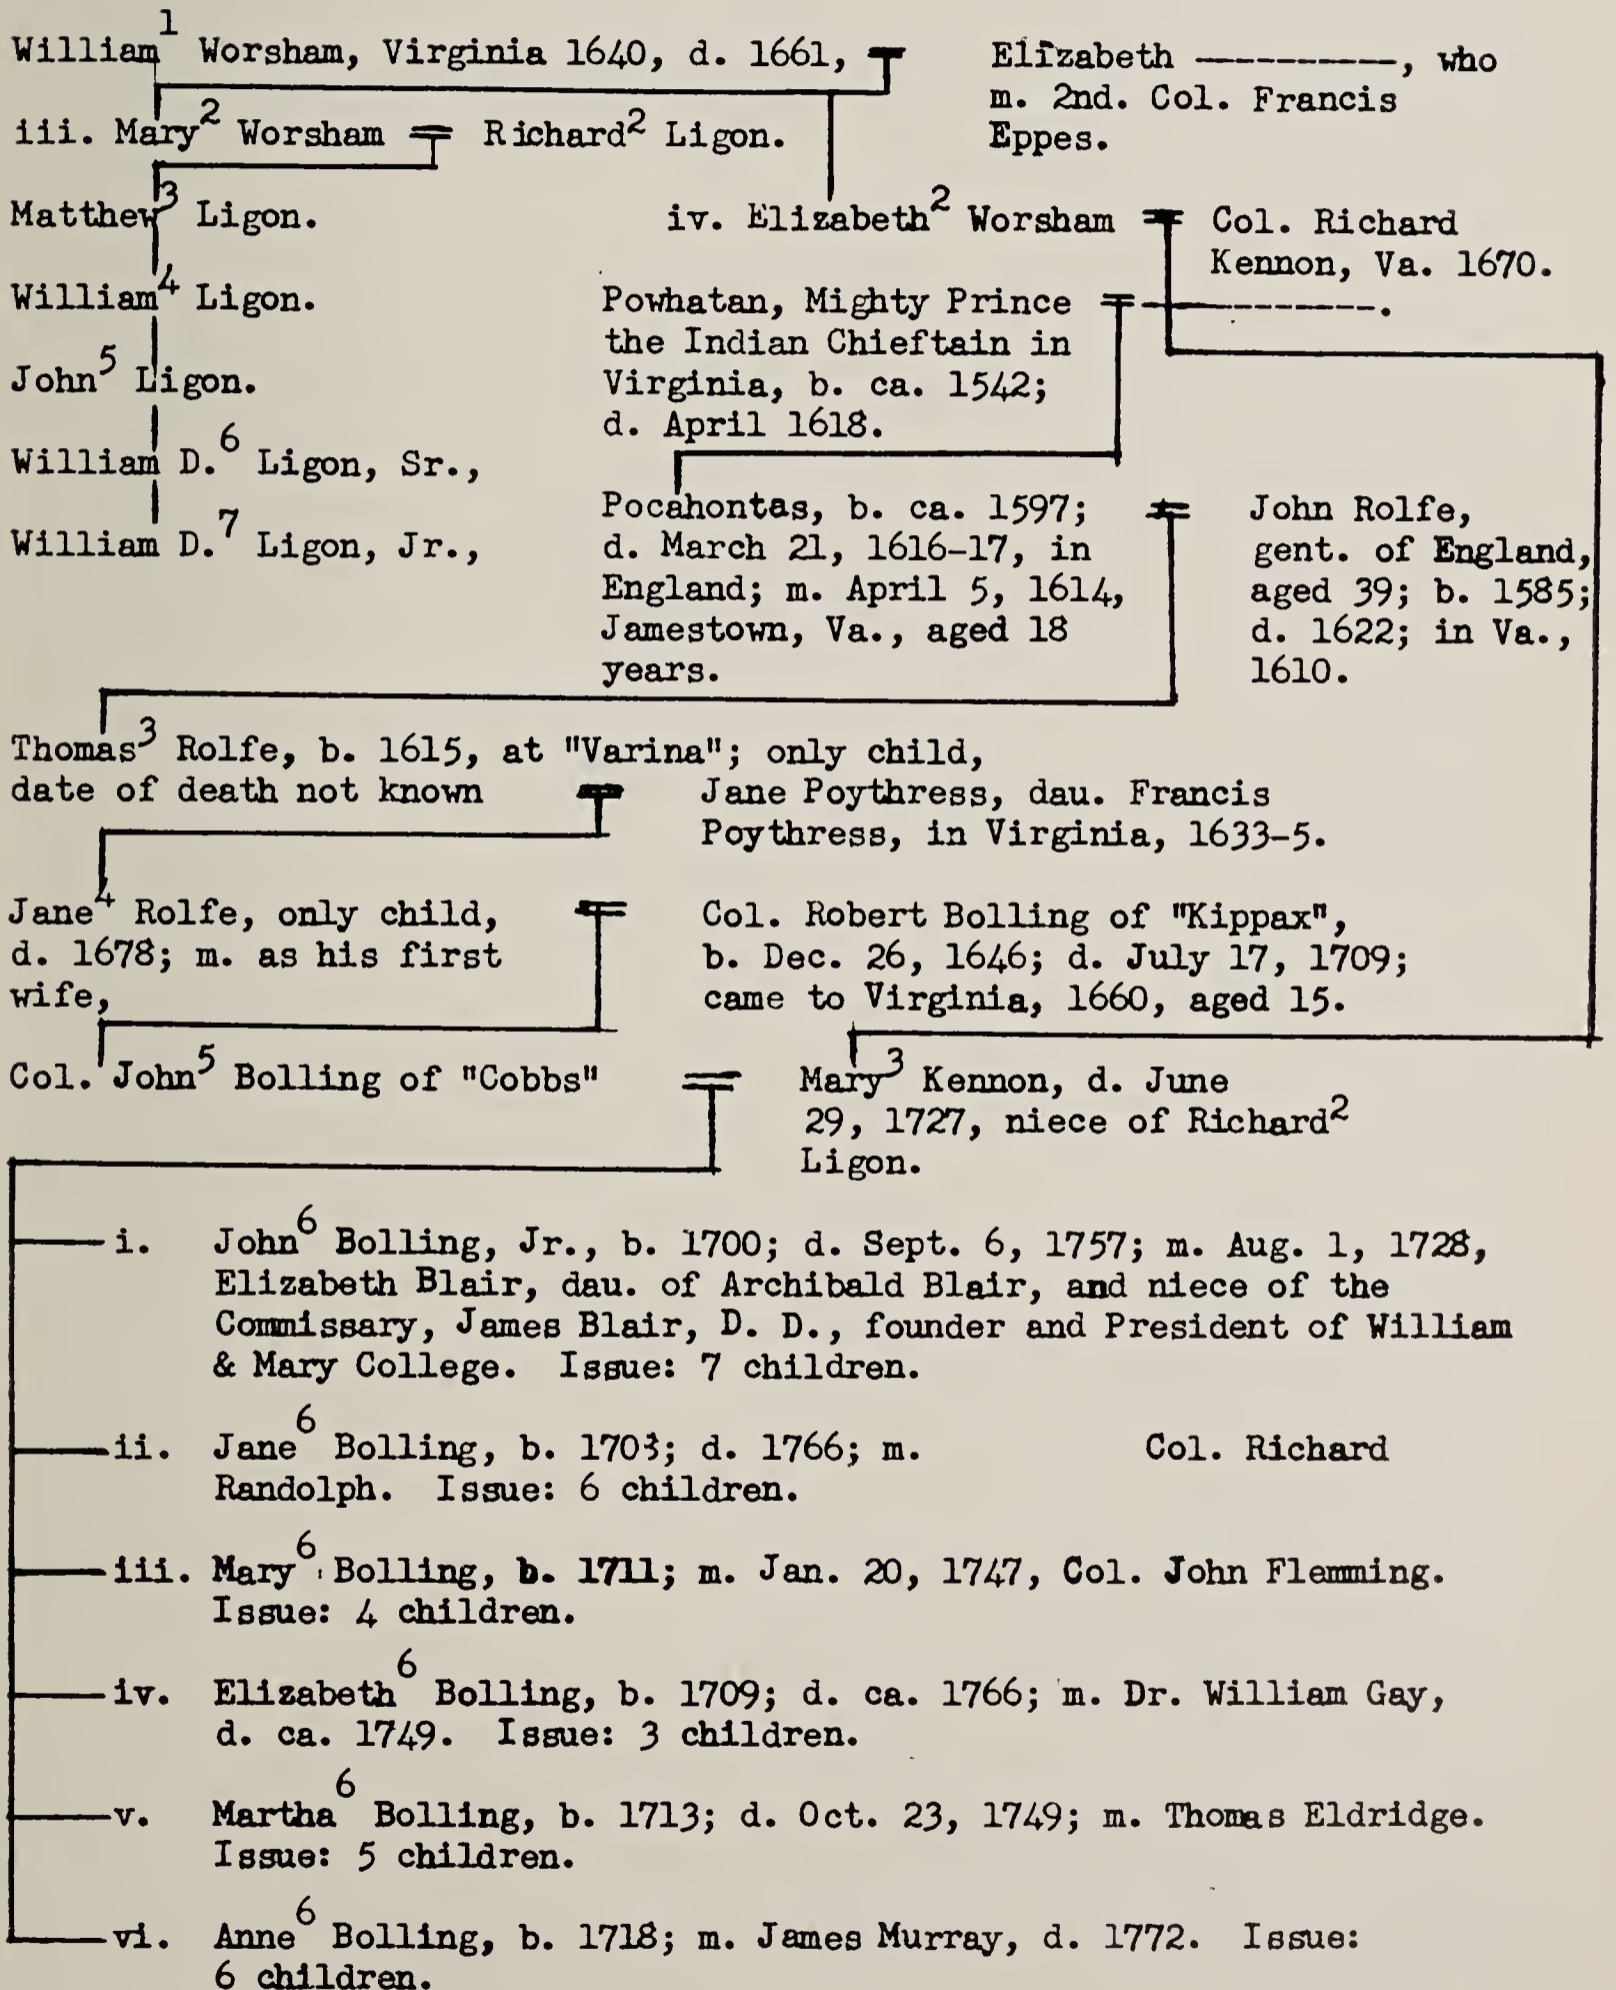 William¹ Worsham, Virginia 1640, d. 1661,
Elizabeth ----------, who
m. 2nd. Col. Francis
Eppes.
iii. Mary² Worsham = Richard² Ligon.
Matthew³ Ligon.
iv. Elizabeth² Worsham = Col. Richard
Kennon, Va. 1670.
William⁴ Ligon.
John⁵ Ligon.
William D.⁶ Ligon, Sr.,
William D.⁷ Ligon, Jr.,
Powhatan, Mighty Prince = ----------.
the Indian Chieftain in
Virginia, b. ca. 1542;
d. April 1618.
Pocahontas, b. ca. 1597;
d. March 21, 1616-17, in
England; m. April 5, 1614,
Jamestown, Va., aged 18
years.
John Rolfe,
gent. of England,
aged 39; b. 1585;
d. 1622; in Va.,
1610.
Thomas³ Rolfe, b. 1615, at "Varina"; only child,
date of death not known
Jane Poythress, dau. Francis
Poythress, in Virginia, 1633-5.
Jane⁴ Rolfe, only child,
d. 1678; m. as his first
wife,
Col. Robert Bolling of "Kippax",
b. Dec. 26, 1646; d. July 17, 1709;
came to Virginia, 1660, aged 15.
Col. John⁵ Bolling of "Cobbs"
Mary³ Kennon, d. June
29, 1727, niece of Richard²
Ligon.
i. John⁶ Bolling, Jr., b. 1700; d. Sept. 6, 1757; m. Aug. 1, 1728,
Elizabeth Blair, dau. of Archibald Blair, and niece of the
Commissary, James Blair, D. D., founder and President of William
& Mary College. Issue: 7 children.
ii. Jane⁶ Bolling, b. 1703; d. 1766; m. Col. Richard
Randolph. Issue: 6 children.
iii. Mary⁶ Bolling, b. 1711; m. Jan. 20, 1747, Col. John Flemming.
Issue: 4 children.
iv. Elizabeth⁶ Bolling, b. 1709; d. ca. 1766; m. Dr. William Gay,
d. ca. 1749. Issue: 3 children.
v. Martha⁶ Bolling, b. 1713; d. Oct. 23, 1749; m. Thomas Eldridge.
Issue: 5 children.
vi. Anne⁶ Bolling, b. 1718; m. James Murray, d. 1772. Issue:
6 children.